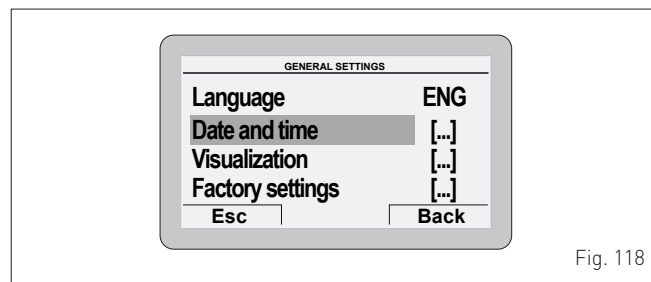 GENERAL SETTINGS
Language ENG
Date and time [...]
Visualization [...]
Factory settings [...]
Esc Back
Fig. 118